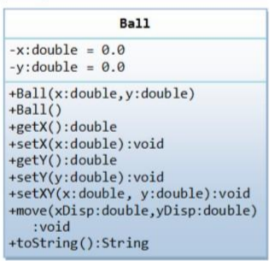 Ball
-x:double = 0.0
-y:double = 0.0
+Ball(x:double,y:double)
+Ball()
+getX():double
+setX(x:double):void
+getY():double
+setY(y:double):void
+setXY(x:double, y:double):void
+move(xDisp:double,yDisp:double)
:void
+toString():String